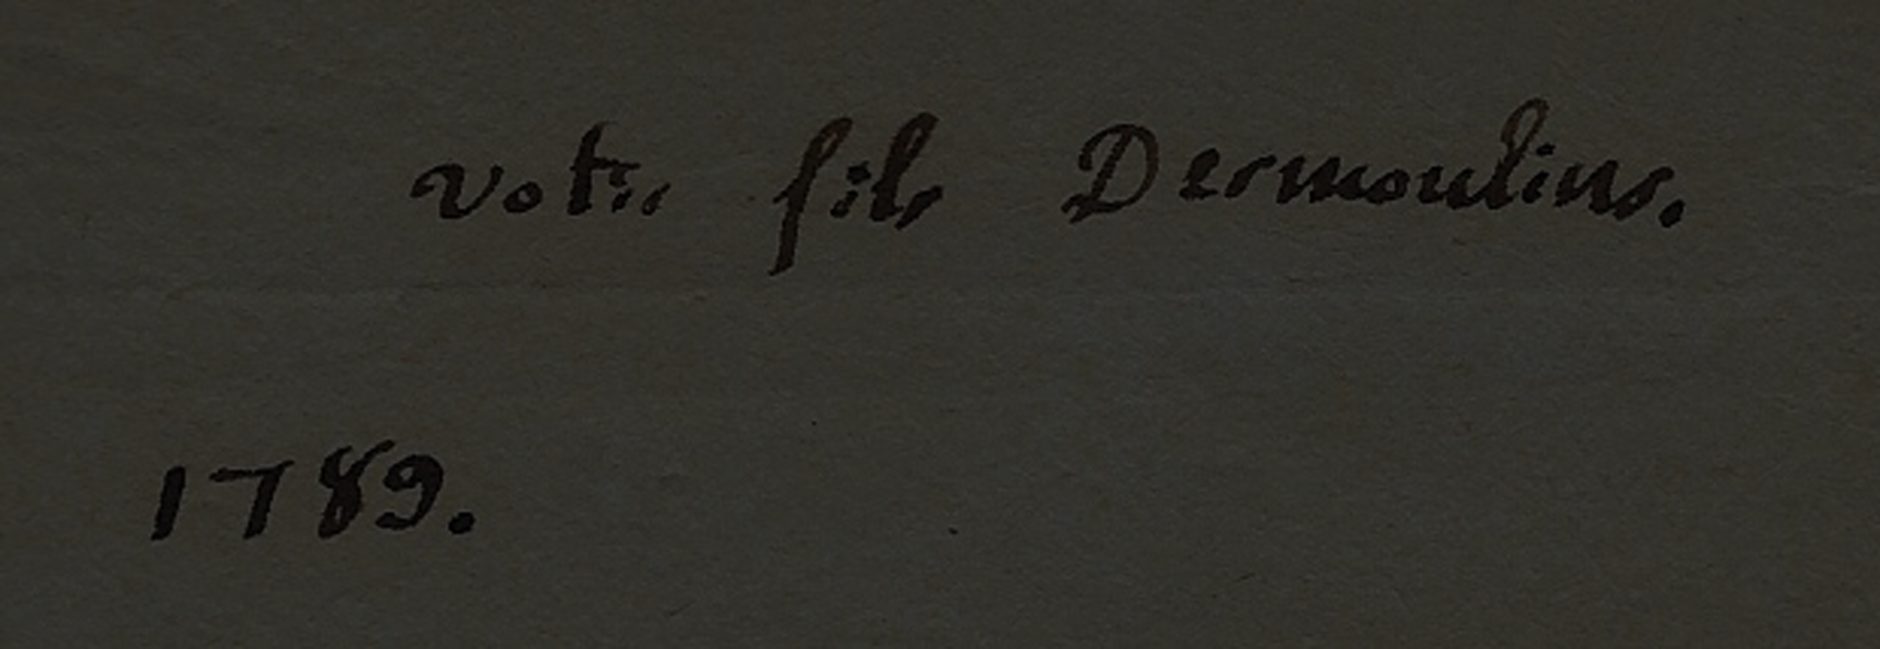 votre fils Desmoulins.
1789.